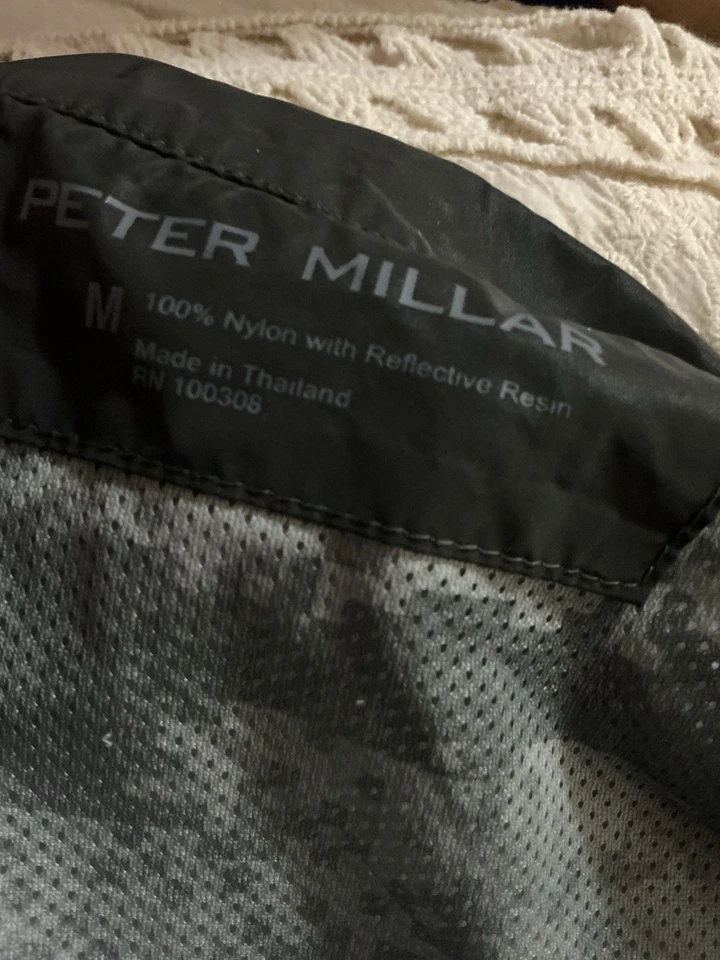 PETER MILLAR
M
100% Nylon with Reflective Resin
Made in Thailand
RN 100308